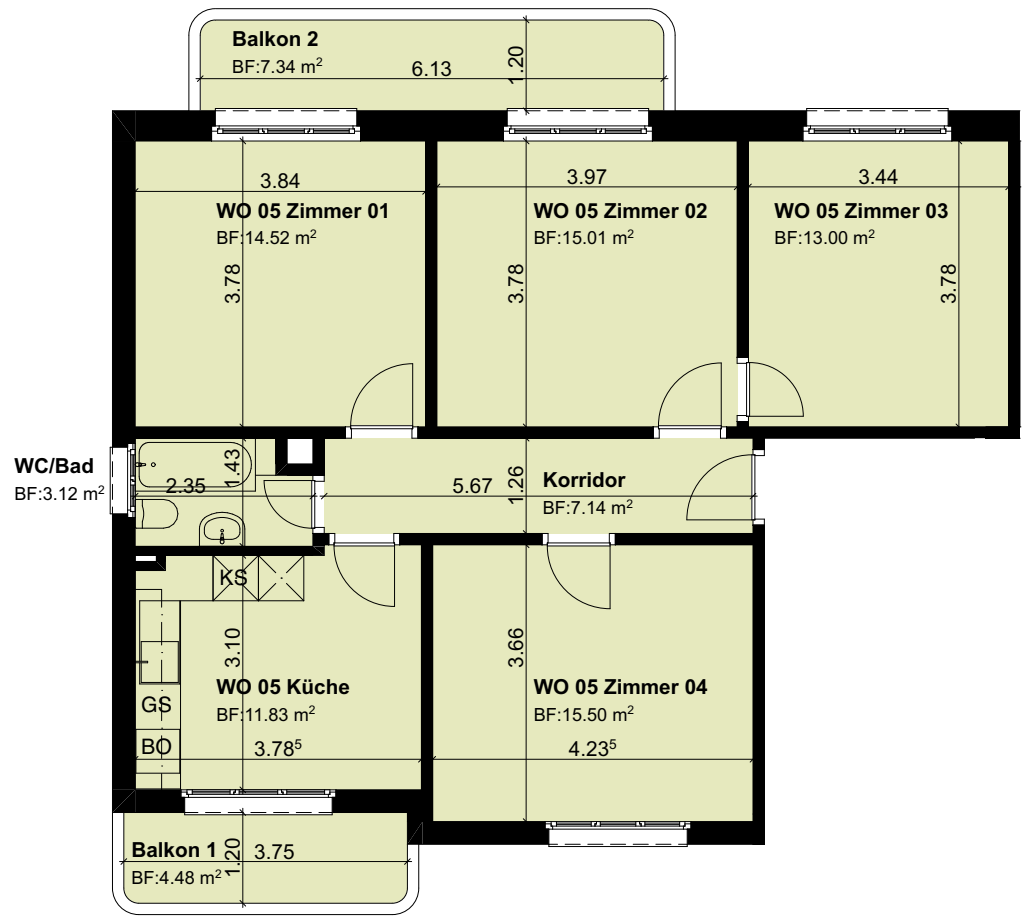 Balkon 2
BF:7.34 m²
6.13
1.20
3.84
3.97
3.44
WO 05 Zimmer 01
BF:14.52 m²
WO 05 Zimmer 02
BF:15.01 m²
WO 05 Zimmer 03
BF:13.00 m²
3.78
3.78
3.78
WC/Bad
BF:3.12 m²
1.43
2.35
5.67
1.26
Korridor
BF:7.14 m²
KS
3.10
3.66
WO 05 Küche
BF:11.83 m²
WO 05 Zimmer 04
BF:15.50 m²
GS
BO
3.78⁵
4.23⁵
Balkon 1
BF:4.48 m²
1.20
3.75